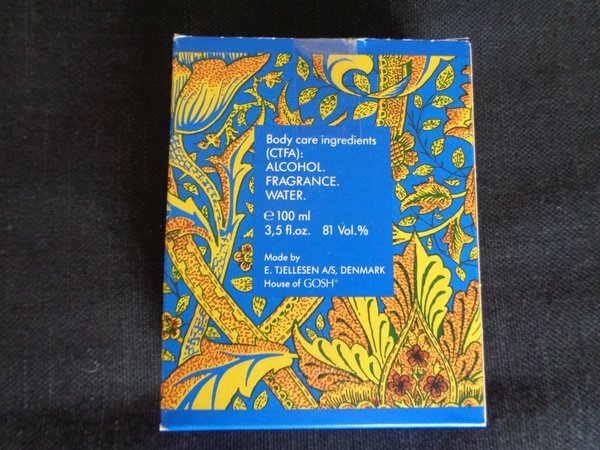 Body care ingredients
(CTFA):
ALCOHOL.
FRAGRANCE.
WATER.
℮ 100 ml
3,5 fl.oz. 81 Vol.%
Made by
E. TJELLESEN A/S, DENMARK
House of GOSH®